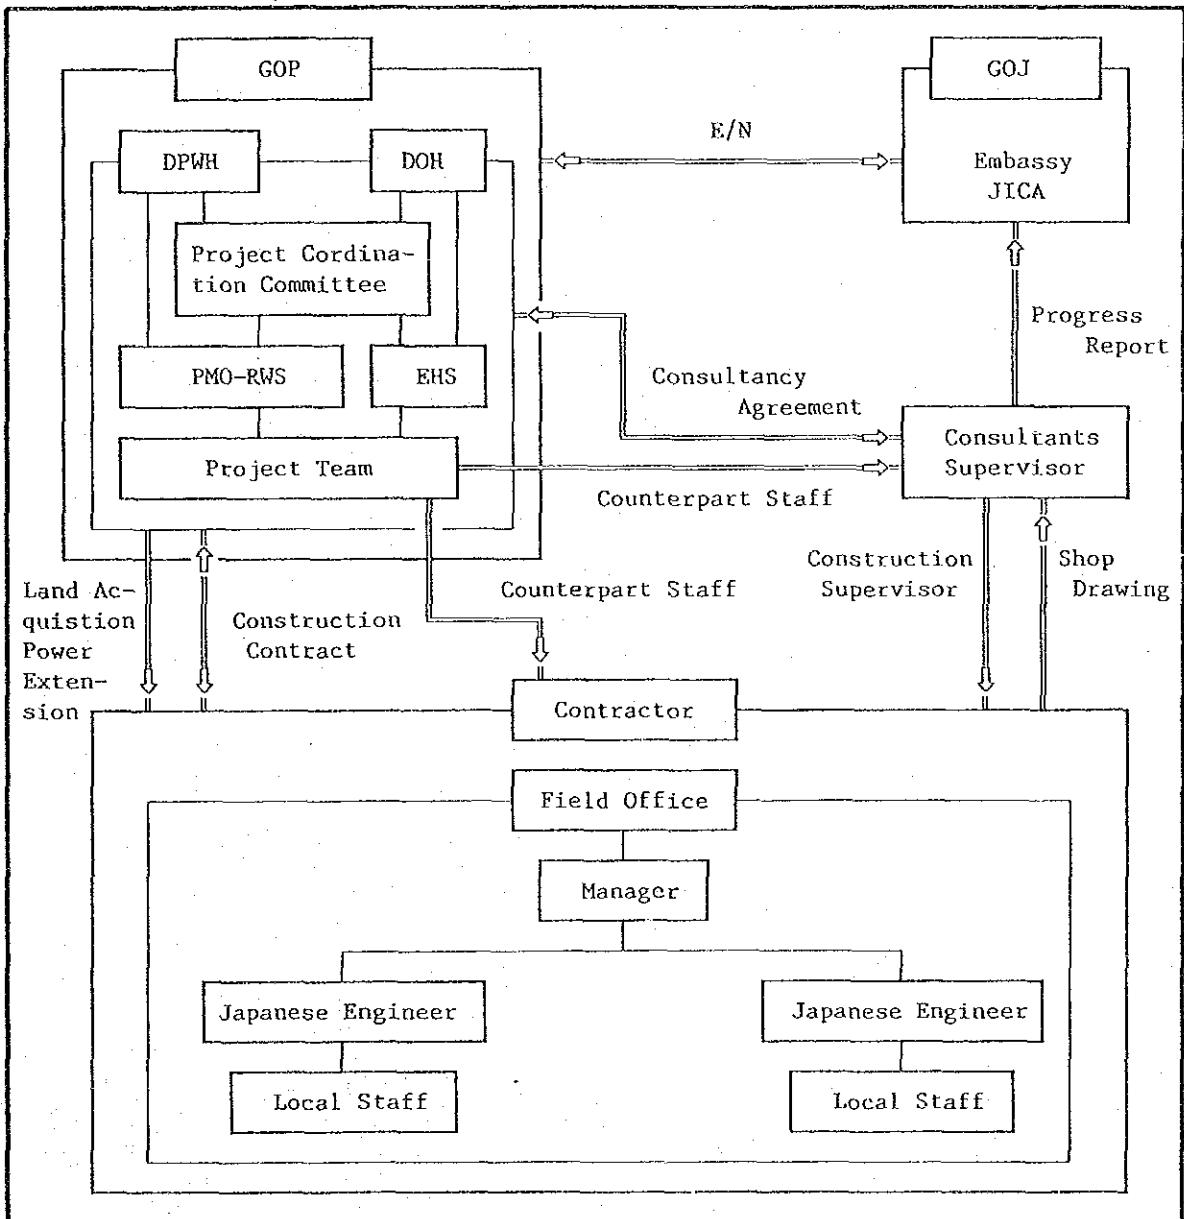 GOP
GOJ
E/N
DPWH
DOH
Embassy
JICA
Project Cordina-
tion Committee
Progress
Report
PMO-RWS
EHS
Consultancy
Agreement
Consultants
Supervisor
Project Team
Counterpart Staff
Construction
Supervisor
Shop
Drawing
Land Ac-
quistion
Power
Exten-
sion
Construction
Contract
Counterpart Staff
Contractor
Field Office
Manager
Japanese Engineer
Japanese Engineer
Local Staff
Local Staff